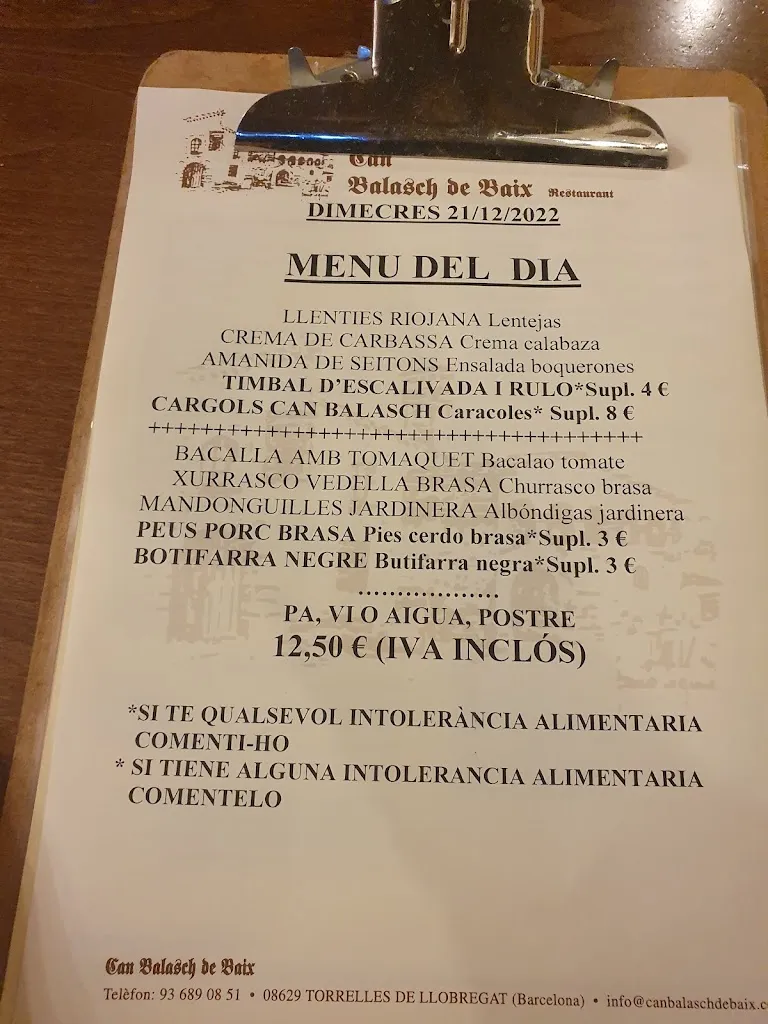 Can
Balasch de Baix Restaurant
DIMECRES 21/12/2022
MENU DEL DIA
LLENTIES RIOJANA Lentejas
CREMA DE CARBASSA Crema calabaza
AMANIDA DE SEITONS Ensalada boquerones
TIMBAL D'ESCALIVADA I RULO*Supl. 4 €
CARGOLS CAN BALASCH Caracoles* Supl. 8 €
++++++++++++++++++++++++++++++++++++
BACALLA AMB TOMAQUET Bacalao tomate
XURRASCO VEDELLA BRASA Churrasco brasa
MANDONGUILLES JARDINERA Albóndigas jardinera
PEUS PORC BRASA Pies cerdo brasa*Supl. 3 €
BOTIFARRA NEGRE Butifarra negra*Supl. 3 €
..................
PA, VI O AIGUA, POSTRE
12,50 € (IVA INCLÓS)
*SI TE QUALSEVOL INTOLERÀNCIA ALIMENTARIA
COMENTI-HO
* SI TIENE ALGUNA INTOLERANCIA ALIMENTARIA
COMENTELO
Can Balasch de Baix
Telèfon: 93 689 08 51 • 08629 TORRELLES DE LLOBREGAT (Barcelona) • info@canbalaschdebaix.c